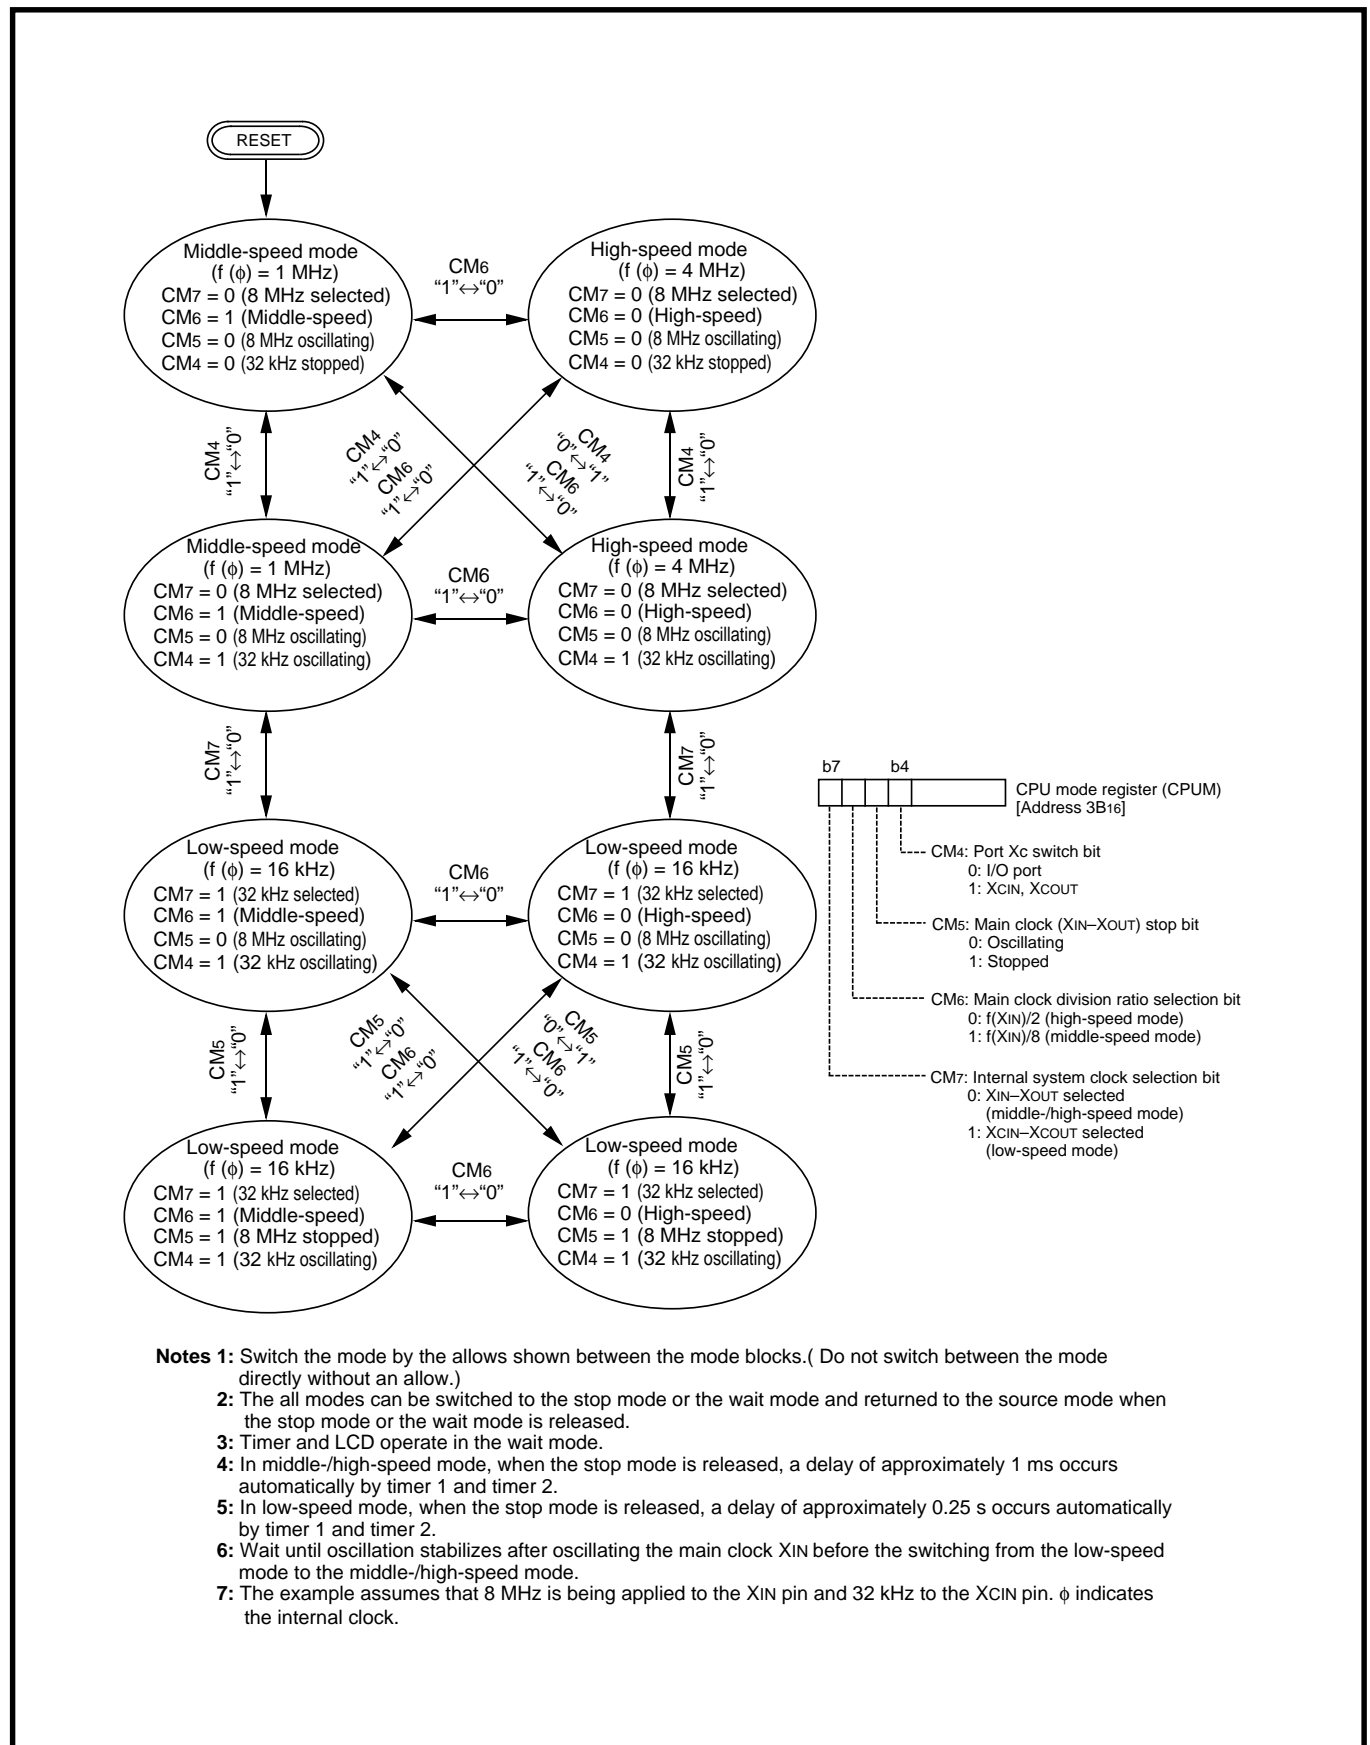 RESET
Middle-speed mode
(f (ϕ) = 1 MHz)
CM7 = 0 (8 MHz selected)
CM6 = 1 (Middle-speed)
CM5 = 0 (8 MHz oscillating)
CM4 = 0 (32 kHz stopped)
CM6
“1”↔“0”
High-speed mode
(f (ϕ) = 4 MHz)
CM7 = 0 (8 MHz selected)
CM6 = 0 (High-speed)
CM5 = 0 (8 MHz oscillating)
CM4 = 0 (32 kHz stopped)
CM4
“1”↔“0”
CM4
“1”↔“0”
CM6
“1”↔“0”
CM4
“0”↔“1”
CM6
“1”↔“0”
CM4
“1”↔“0”
Middle-speed mode
(f (ϕ) = 1 MHz)
CM7 = 0 (8 MHz selected)
CM6 = 1 (Middle-speed)
CM5 = 0 (8 MHz oscillating)
CM4 = 1 (32 kHz oscillating)
CM6
“1”↔“0”
High-speed mode
(f (ϕ) = 4 MHz)
CM7 = 0 (8 MHz selected)
CM6 = 0 (High-speed)
CM5 = 0 (8 MHz oscillating)
CM4 = 1 (32 kHz oscillating)
CM7
“1”↔“0”
CM7
“1”↔“0”
Low-speed mode
(f (ϕ) = 16 kHz)
CM7 = 1 (32 kHz selected)
CM6 = 1 (Middle-speed)
CM5 = 0 (8 MHz oscillating)
CM4 = 1 (32 kHz oscillating)
CM6
“1”↔“0”
Low-speed mode
(f (ϕ) = 16 kHz)
CM7 = 1 (32 kHz selected)
CM6 = 0 (High-speed)
CM5 = 0 (8 MHz oscillating)
CM4 = 1 (32 kHz oscillating)
CM5
“1”↔“0”
CM5
“1”↔“0”
CM6
“1”↔“0”
CM5
“0”↔“1”
CM6
“1”↔“0”
CM5
“1”↔“0”
Low-speed mode
(f (ϕ) = 16 kHz)
CM7 = 1 (32 kHz selected)
CM6 = 1 (Middle-speed)
CM5 = 1 (8 MHz stopped)
CM4 = 1 (32 kHz oscillating)
CM6
“1”↔“0”
Low-speed mode
(f (ϕ) = 16 kHz)
CM7 = 1 (32 kHz selected)
CM6 = 0 (High-speed)
CM5 = 1 (8 MHz stopped)
CM4 = 1 (32 kHz oscillating)
b7 b4
CPU mode register (CPUM)
[Address 3B16]
CM4: Port Xc switch bit
0: I/O port
1: XCIN, XCOUT
CM5: Main clock (XIN–XOUT) stop bit
0: Oscillating
1: Stopped
CM6: Main clock division ratio selection bit
0: f(XIN)/2 (high-speed mode)
1: f(XIN)/8 (middle-speed mode)
CM7: Internal system clock selection bit
0: XIN–XOUT selected
(middle-/high-speed mode)
1: XCIN–XCOUT selected
(low-speed mode)
Notes 1: Switch the mode by the allows shown between the mode blocks.( Do not switch between the mode
directly without an allow.)
2: The all modes can be switched to the stop mode or the wait mode and returned to the source mode when
the stop mode or the wait mode is released.
3: Timer and LCD operate in the wait mode.
4: In middle-/high-speed mode, when the stop mode is released, a delay of approximately 1 ms occurs
automatically by timer 1 and timer 2.
5: In low-speed mode, when the stop mode is released, a delay of approximately 0.25 s occurs automatically
by timer 1 and timer 2.
6: Wait until oscillation stabilizes after oscillating the main clock XIN before the switching from the low-speed
mode to the middle-/high-speed mode.
7: The example assumes that 8 MHz is being applied to the XIN pin and 32 kHz to the XCIN pin. ϕ indicates
the internal clock.